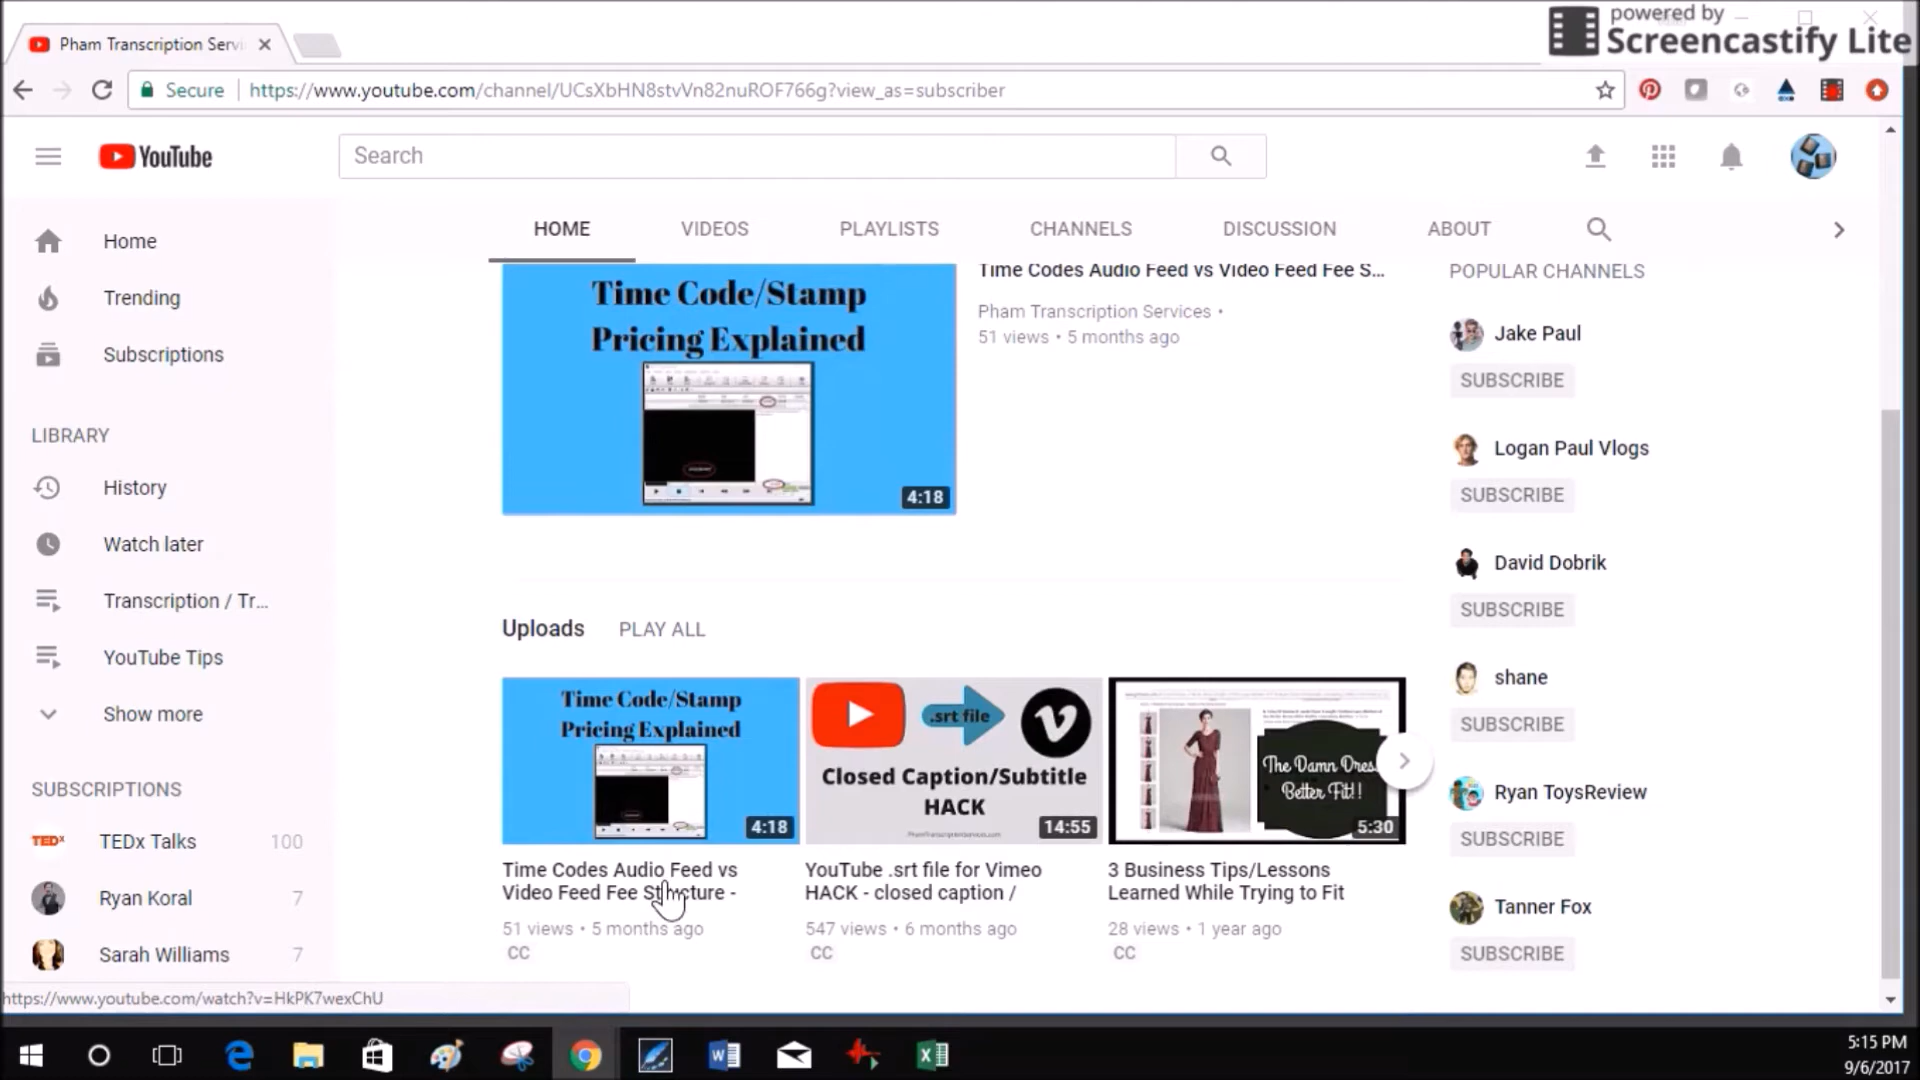 powered by
Screencastify Lite
Pham Transcription Servi
Secure
https://www.youtube.com/channel/UCsXbHN8stvVn82nuROF766g?view_as=subscriber
YouTube
Search
HOME
VIDEOS
PLAYLISTS
CHANNELS
DISCUSSION
ABOUT
Home
Trending
Subscriptions
LIBRARY
History
Watch later
Transcription / Tr...
YouTube Tips
Show more
SUBSCRIPTIONS
TEDx
TEDx Talks 100
Ryan Koral 7
Sarah Williams 7
https://www.youtube.com/watch?v=HkPK7wexChU
Time Code/Stamp
Pricing Explained
4:18
Time Codes Audio Feed vs Video Feed Fee S...
Pham Transcription Services •
51 views • 5 months ago
Uploads
PLAY ALL
Time Code/Stamp
Pricing Explained
4:18
Time Codes Audio Feed vs
Video Feed Fee Structure -
51 views • 5 months ago
CC
.srt file
Closed Caption/Subtitle
HACK
PhamTranscriptionServices.com
14:55
YouTube .srt file for Vimeo
HACK - closed caption /
547 views • 6 months ago
CC
The Damn Dress
Better Fit!!
5:30
3 Business Tips/Lessons
Learned While Trying to Fit
28 views • 1 year ago
CC
POPULAR CHANNELS
Jake Paul
SUBSCRIBE
Logan Paul Vlogs
SUBSCRIBE
David Dobrik
SUBSCRIBE
shane
SUBSCRIBE
Ryan ToysReview
SUBSCRIBE
Tanner Fox
SUBSCRIBE
5:15 PM
9/6/2017